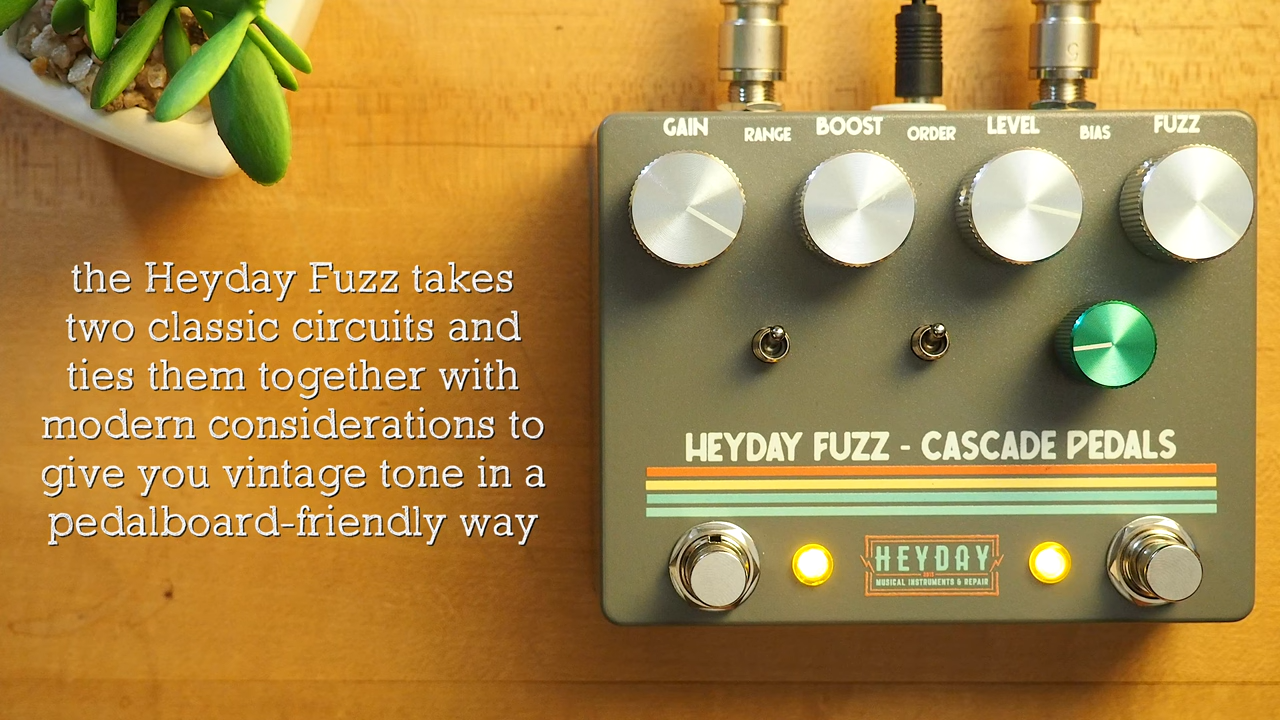 the Heyday Fuzz takes
two classic circuits and
ties them together with
modern considerations to
give you vintage tone in a
pedalboard-friendly way
GAIN RANGE BOOST ORDER LEVEL BIAS FUZZ
HEYDAY FUZZ - CASCADE PEDALS
HEYDAY
MUSICAL INSTRUMENTS & REPAIR